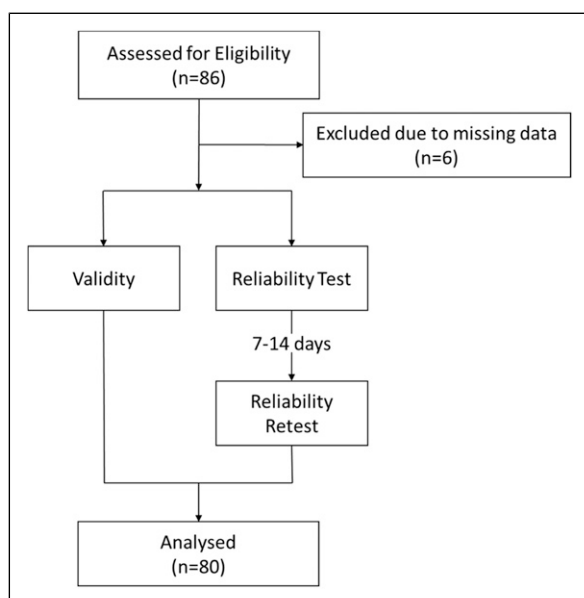 Assessed for Eligibility
(n=86)
Excluded due to missing data
(n=6)
Validity
Reliability Test
7-14 days
Reliability
Retest
Analysed
(n=80)